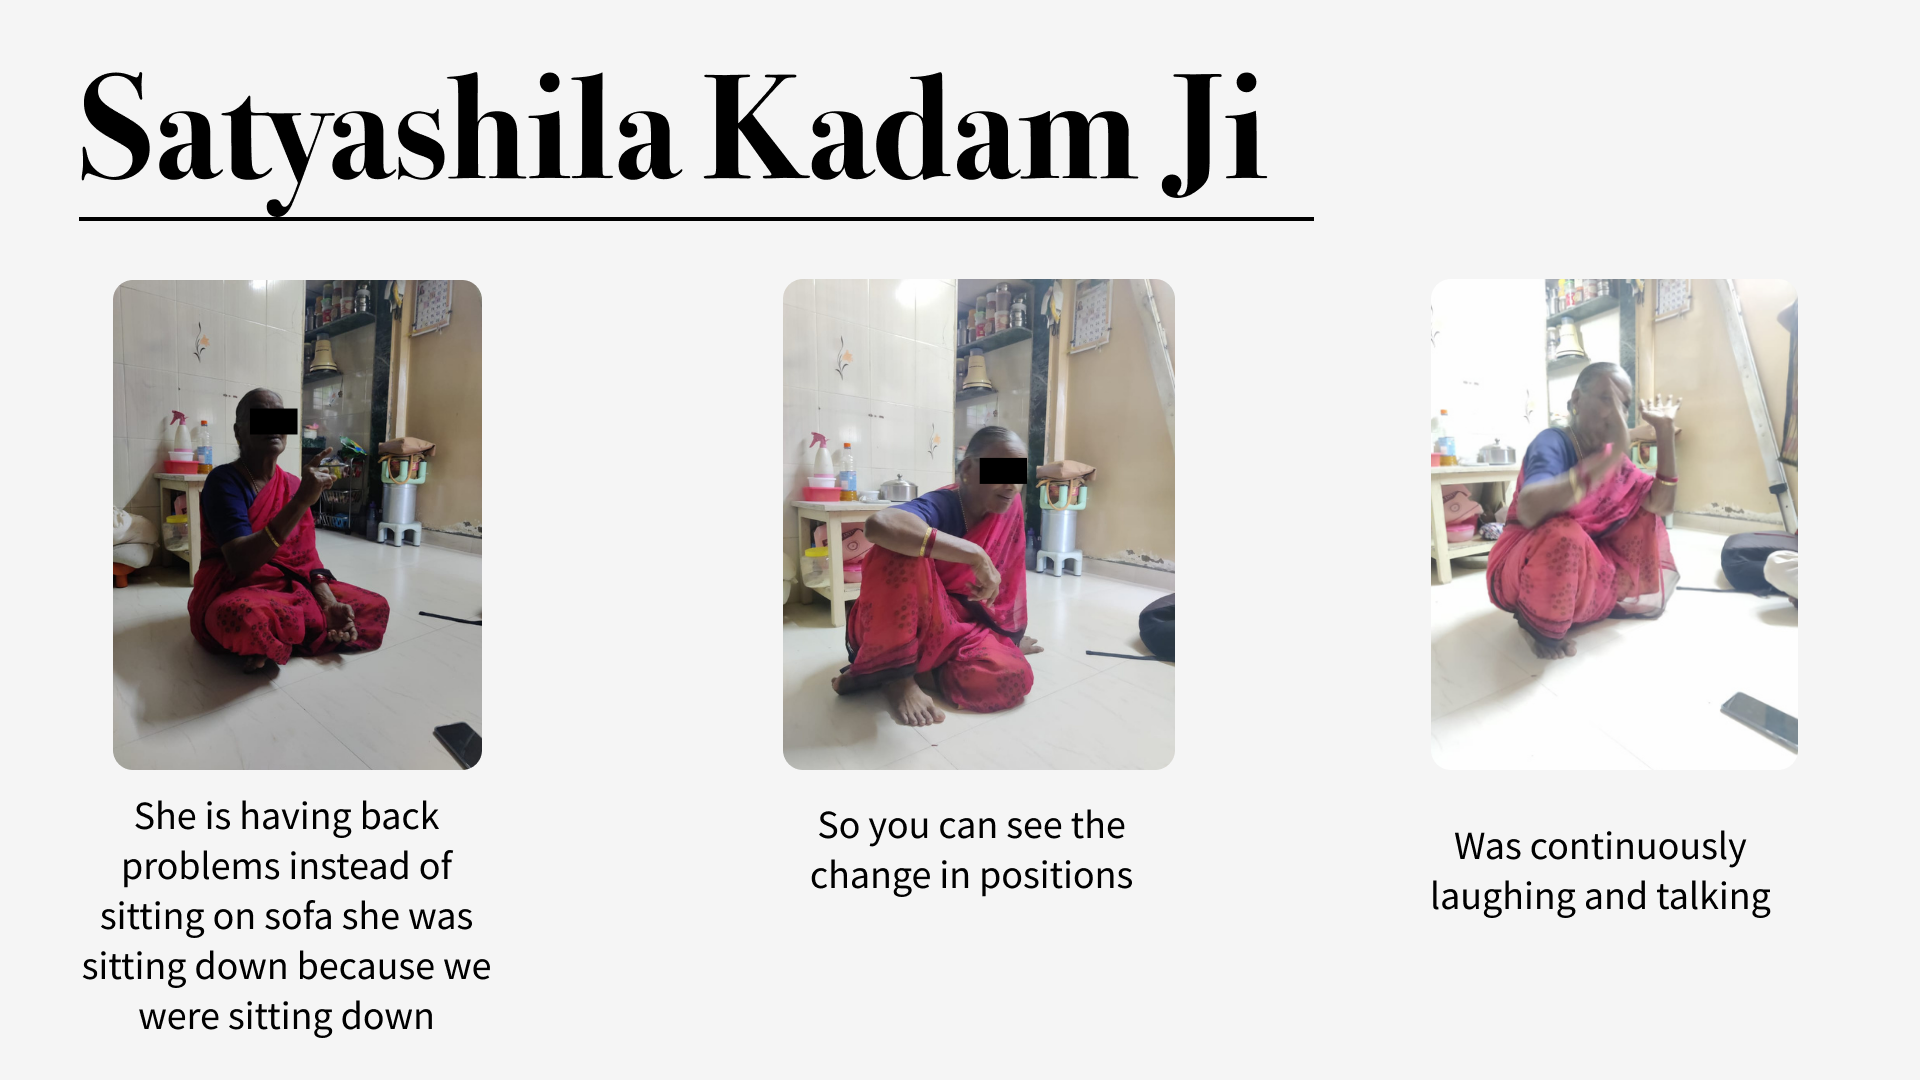 Satyashila Kadam Ji
She is having back
problems instead of
sitting on sofa she was
sitting down because we
were sitting down
So you can see the
change in positions
Was continuously
laughing and talking